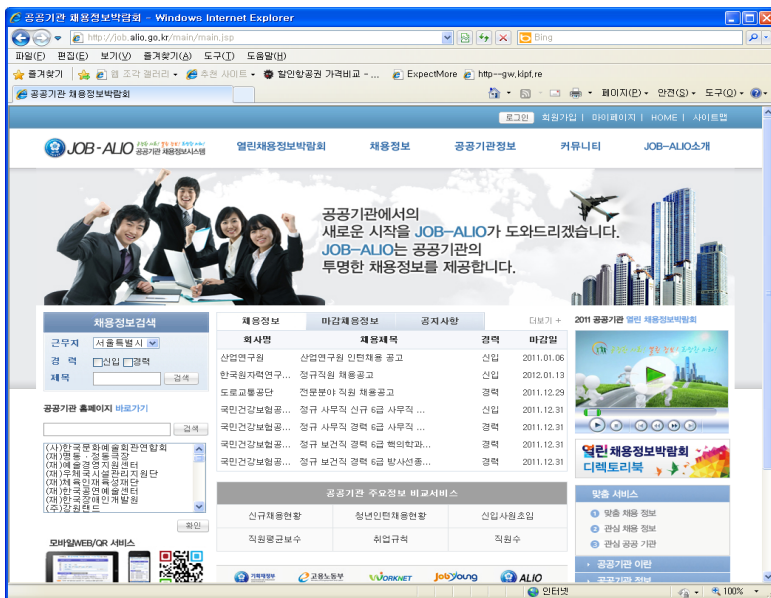 공공기관 채용정보박람회 - Windows Internet Explorer
http://job.alio.go.kr/main/main.jsp
Bing
파일(F) 편집(E) 보기(V) 즐겨찾기(A) 도구(T) 도움말(H)
즐겨찾기 웹 조각 갤러리 추천 사이트 할인항공권 가격비교 - ... ExpectMore http--gw,kipf,re
공공기관 채용정보박람회 페이지(P) 안전(S) 도구(O)
로그인 회원가입 | 마이페이지 | HOME | 사이트맵
JOB-ALIO 공공기관 채용정보시스템
열린채용정보박람회 채용정보 공공기관정보 커뮤니티 JOB-ALIO소개
공공기관에서의
새로운 시작을 JOB-ALIO가 도와드리겠습니다.
JOB-ALIO는 공공기관의
투명한 채용정보를 제공합니다.
채용정보검색
근무지 서울특별시
경 력 신입 경력
제목 검색
공공기관 홈페이지 바로가기
검색
(사)한국문화예술회관연합회
(재)명동·정동극장
(재)예술경영지원센터
(재)우체국시설관리지원단
(재)체육인재육성재단
(재)한국공연예술센터
(재)한국장애인개발원
(주)강원랜드
확인
모바일WEB/QR 서비스
채용정보 마감채용정보 공지사항 더보기 +
회사명 채용제목 경력 마감일
산업연구원 산업연구원 인턴채용 공고 신입 2011.01.06
한국원자력연구... 정규직원 채용공고 신입 2012.01.13
도로교통공단 전문분야 직원 채용공고 경력 2011.12.29
국민건강보험공... 정규 사무직 신규 6급 사무직 ... 신입 2011.12.31
국민건강보험공... 정규 사무직 경력 6급 사무직 ... 경력 2011.12.31
국민건강보험공... 정규 보건직 경력 6급 핵의학과... 경력 2011.12.31
국민건강보험공... 정규 보건직 경력 6급 방사선종... 경력 2011.12.31
공공기관 주요정보 비교서비스
신규채용현황 청년인턴채용현황 신입사원초임
직원평균보수 취업규칙 직원수
기획재정부 고용노동부 WORKNET JobYoung ALIO
2011 공공기관 열린 채용정보박람회
열린채용정보박람회
디렉토리북
맞춤 서비스
1 맞춤 채용 정보
2 관심 채용 정보
3 관심 공공 기관
공공기관 이란
공공기관 정보
인터넷 100%